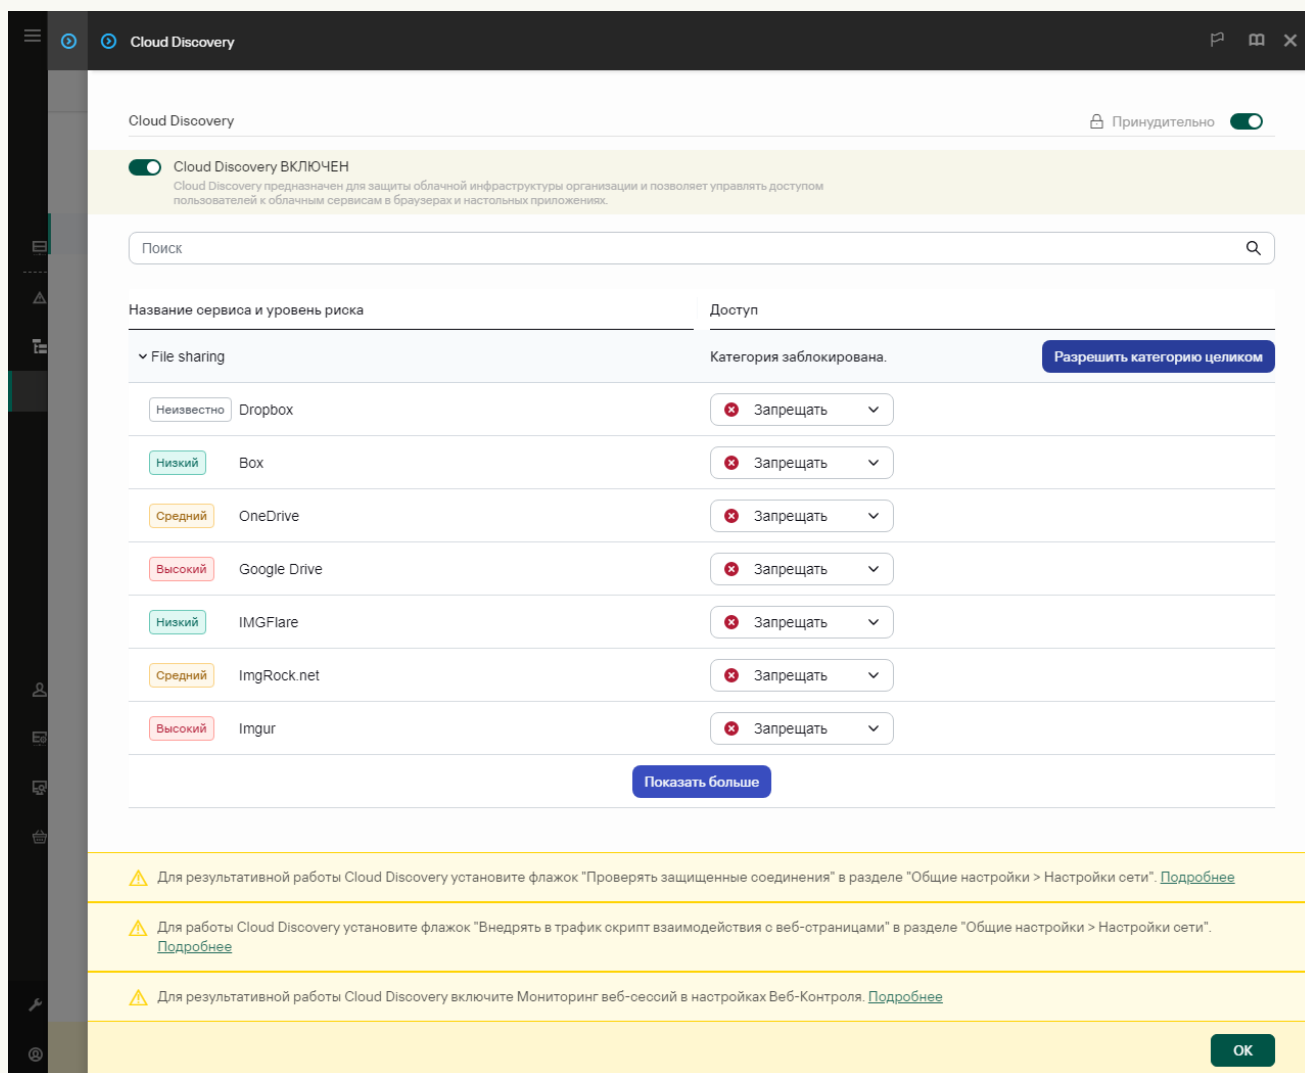 Cloud Discovery
Cloud Discovery
Принудительно
Cloud Discovery ВКЛЮЧЕН
Cloud Discovery предназначен для защиты облачной инфраструктуры организации и позволяет управлять доступом
пользователей к облачным сервисам в браузерах и настольных приложениях.
Поиск
Название сервиса и уровень риска
Доступ
File sharing
Категория заблокирована.
Разрешить категорию целиком
Неизвестно Dropbox
Запрещать
Низкий Box
Запрещать
Средний OneDrive
Запрещать
Высокий Google Drive
Запрещать
Низкий IMGFlare
Запрещать
Средний ImgRock.net
Запрещать
Высокий Imgur
Запрещать
Показать больше
Для результативной работы Cloud Discovery установите флажок "Проверять защищенные соединения" в разделе "Общие настройки > Настройки сети". Подробнее
Для работы Cloud Discovery установите флажок "Внедрять в трафик скрипт взаимодействия с веб-страницами" в разделе "Общие настройки > Настройки сети".
Подробнее
Для результативной работы Cloud Discovery включите Мониторинг веб-сессий в настройках Веб-Контроля. Подробнее
OK